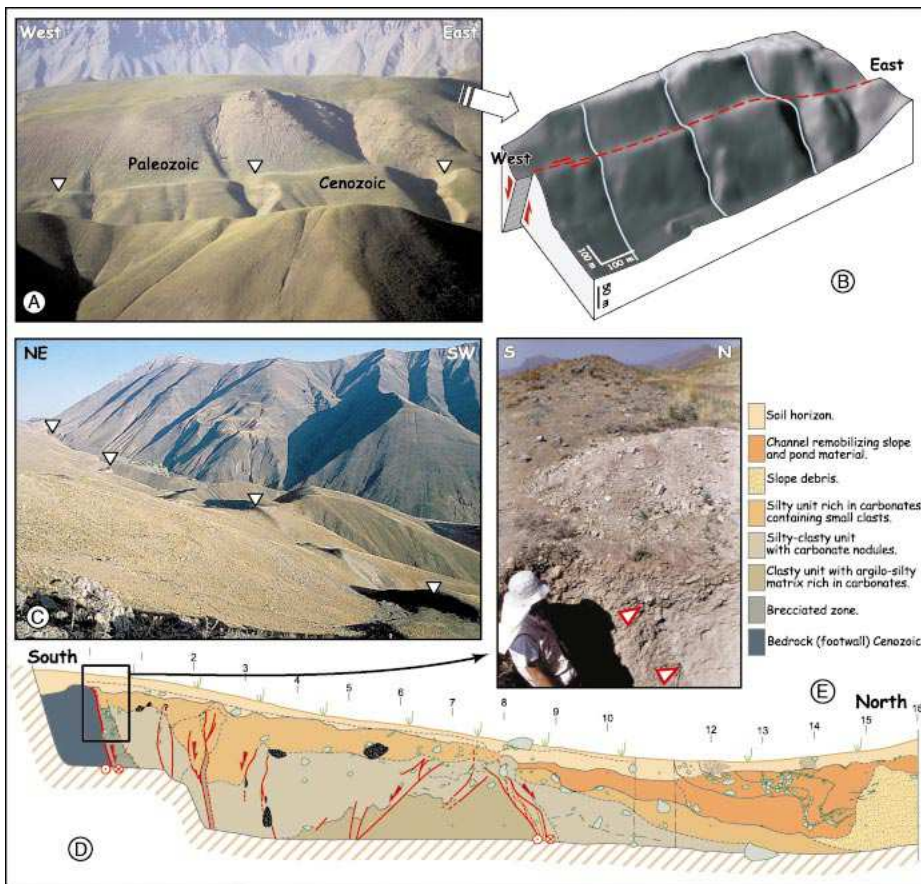 West
East
Paleozoic
Cenozoic
A
East
West
100 m
100 m
50
m
B
NE
SW
C
S
N
Soil horizon.
Channel remobilizing slope
and pond material.
Slope debris.
Silty unit rich in carbonates
containing small clasts.
Silty-clasty unit
with carbonate nodules.
Clasty unit with argilo-silty
matrix rich in carbonates.
Brecciated zone.
Bedrock (footwall) Cenozoic
E
South
North
1
2
3
4
5
6
7
8
9
10
11
12
13
14
15
16
?
D